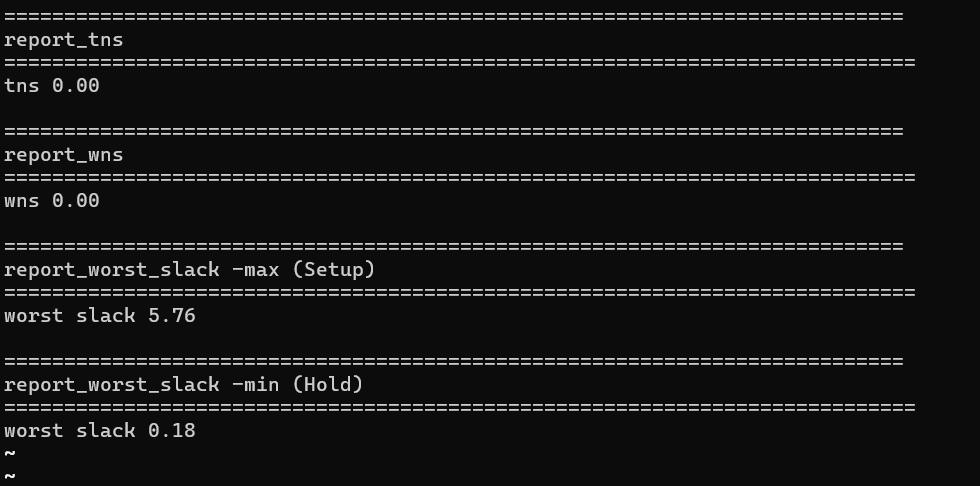 ===========================================================================
report_tns
============================================================================
tns 0.00

===========================================================================
report_wns
============================================================================
wns 0.00

===========================================================================
report_worst_slack -max (Setup)
============================================================================
worst slack 5.76

===========================================================================
report_worst_slack -min (Hold)
============================================================================
worst slack 0.18
~
~